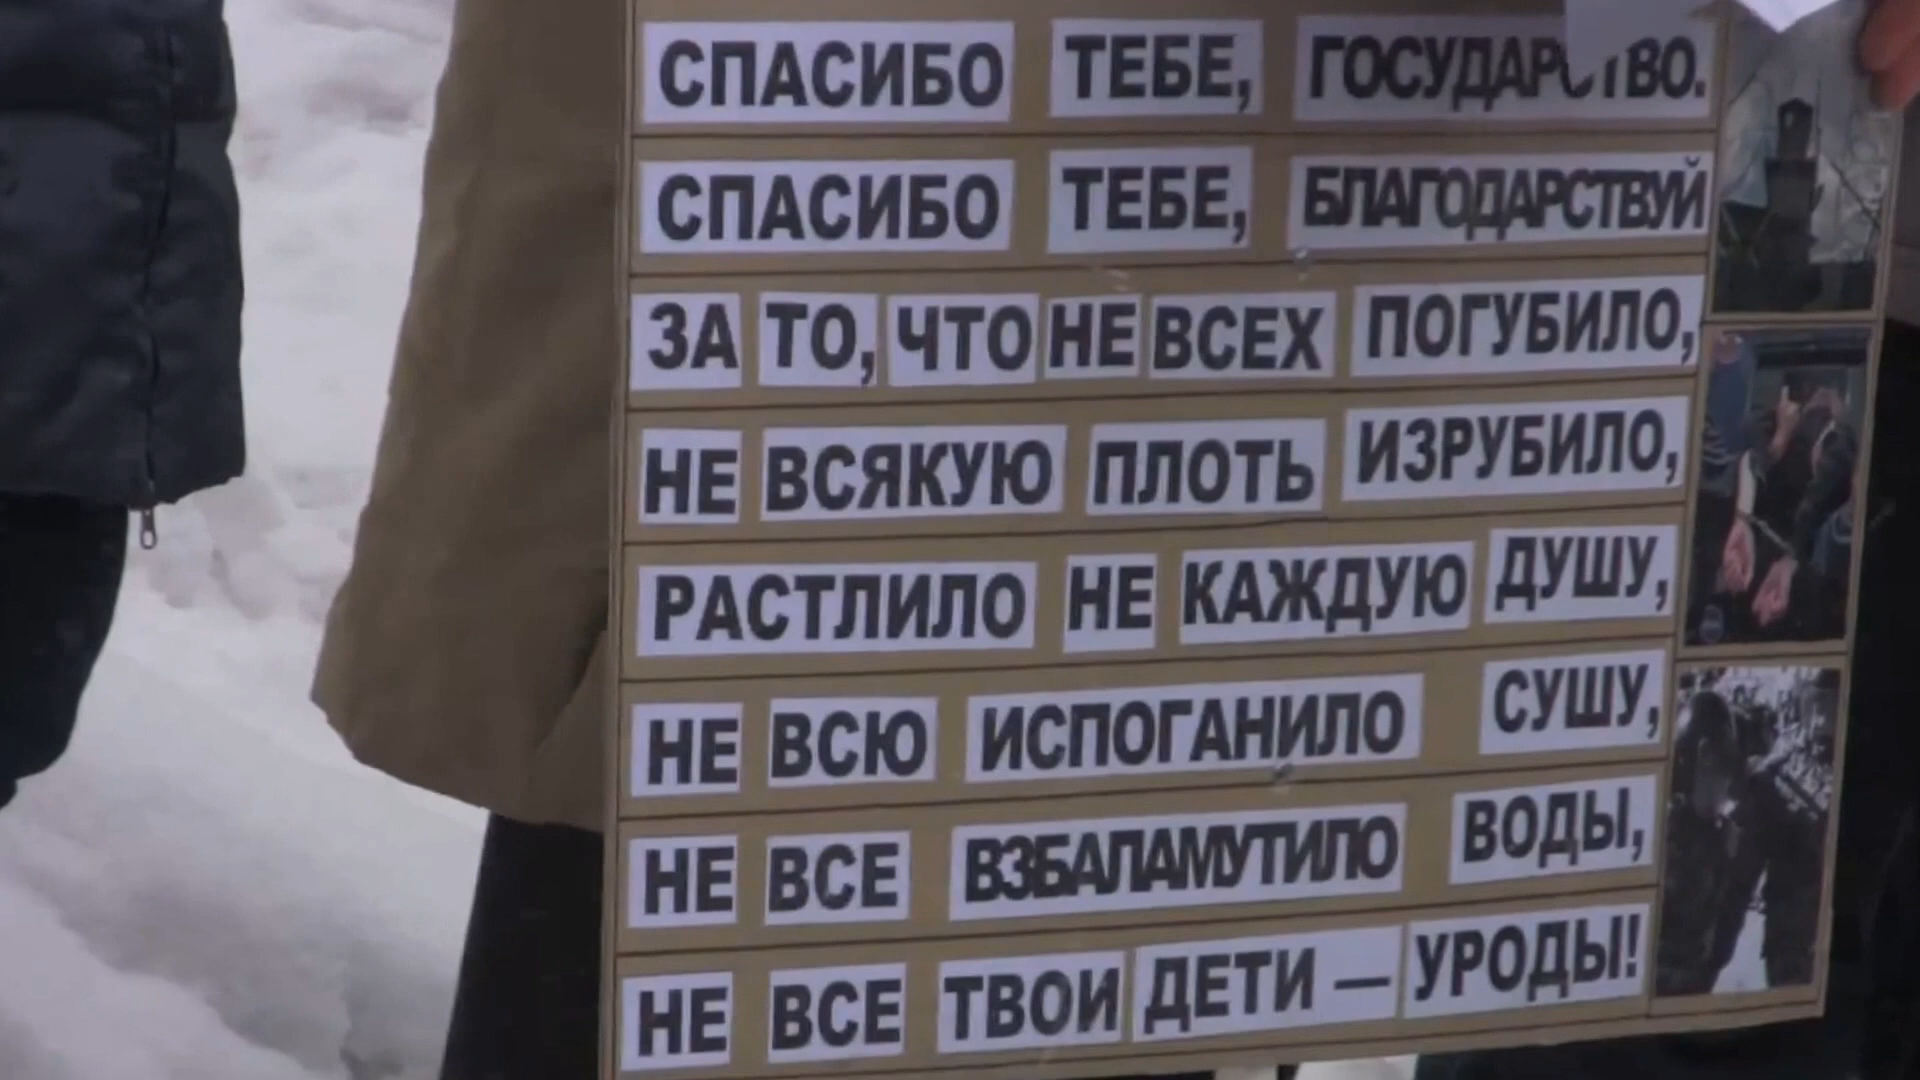 СПАСИБО ТЕБЕ, ГОСУДАРСТВО.
СПАСИБО ТЕБЕ, БЛАГОДАРСТВУЙ
ЗА ТО, ЧТО НЕ ВСЕХ ПОГУБИЛО,
НЕ ВСЯКУЮ ПЛОТЬ ИЗРУБИЛО,
РАСТЛИЛО НЕ КАЖДУЮ ДУШУ,
НЕ ВСЮ ИСПОГАНИЛО СУШУ,
НЕ ВСЕ ВЗБАЛАМУТИЛО ВОДЫ,
НЕ ВСЕ ТВОИ ДЕТИ — УРОДЫ!